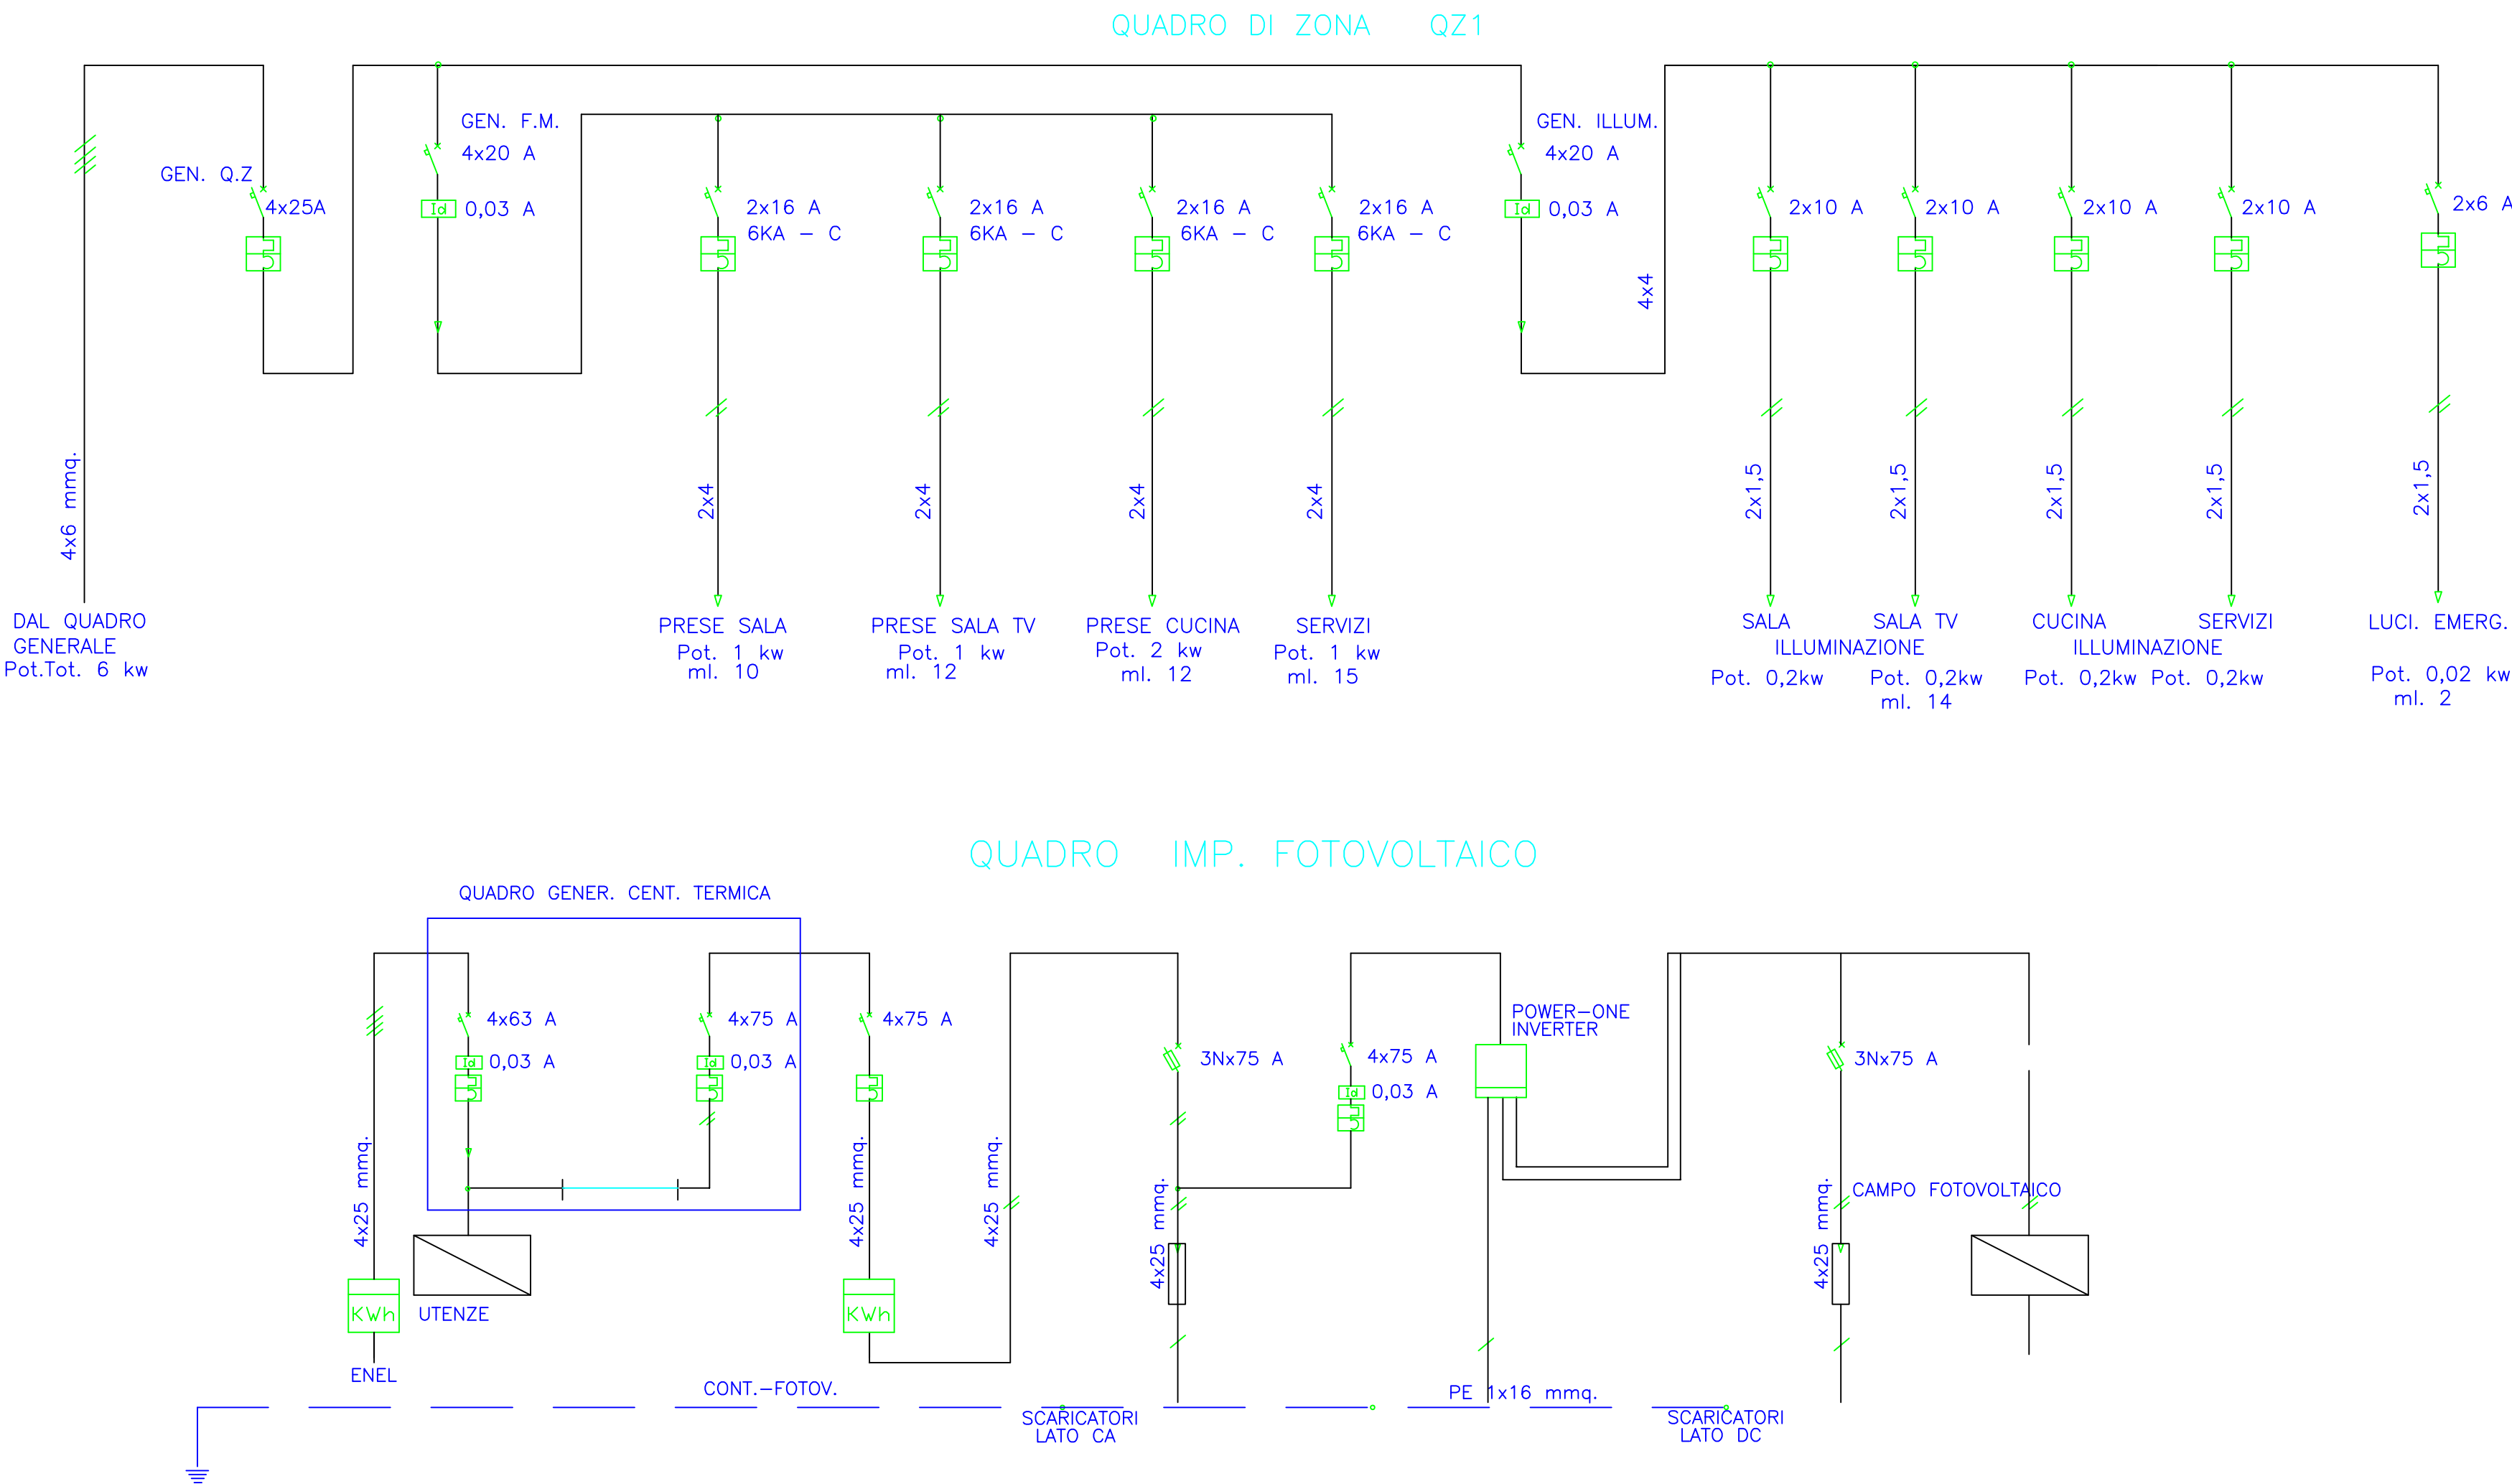 QUADRO DI ZONA QZ1
GEN. Q.Z
4x25A
GEN. F.M.
4x20 A
Id
0,03 A
2x16 A
6KA - C
2x16 A
6KA - C
2x16 A
6KA - C
2x16 A
6KA - C
GEN. ILLUM.
4x20 A
Id
0,03 A
4x4
2x10 A
2x10 A
2x10 A
2x10 A
2x6 A
4x6 mmq.
2x4
2x4
2x4
2x4
2x1,5
2x1,5
2x1,5
2x1,5
2x1,5
DAL QUADRO
GENERALE
Pot.Tot. 6 kw
PRESE SALA
Pot. 1 kw
ml. 10
PRESE SALA TV
Pot. 1 kw
ml. 12
PRESE CUCINA
Pot. 2 kw
ml. 12
SERVIZI
Pot. 1 kw
ml. 15
SALA
SALA TV
ILLUMINAZIONE
Pot. 0,2kw
Pot. 0,2kw
ml. 14
CUCINA
SERVIZI
ILLUMINAZIONE
Pot. 0,2kw
Pot. 0,2kw
LUCI. EMERG.
Pot. 0,02 kw
ml. 2
QUADRO IMP. FOTOVOLTAICO
QUADRO GENER. CENT. TERMICA
4x63 A
Id
0,03 A
4x75 A
Id
0,03 A
4x75 A
3Nx75 A
4x75 A
Id
0,03 A
POWER-ONE
INVERTER
3Nx75 A
4x25 mmq.
4x25 mmq.
4x25 mmq.
4x25 mmq.
4x25 mmq.
CAMPO FOTOVOLTAICO
KWh
UTENZE
KWh
ENEL
CONT.-FOTOV.
PE 1x16 mmq.
SCARICATORI
LATO CA
SCARICATORI
LATO DC